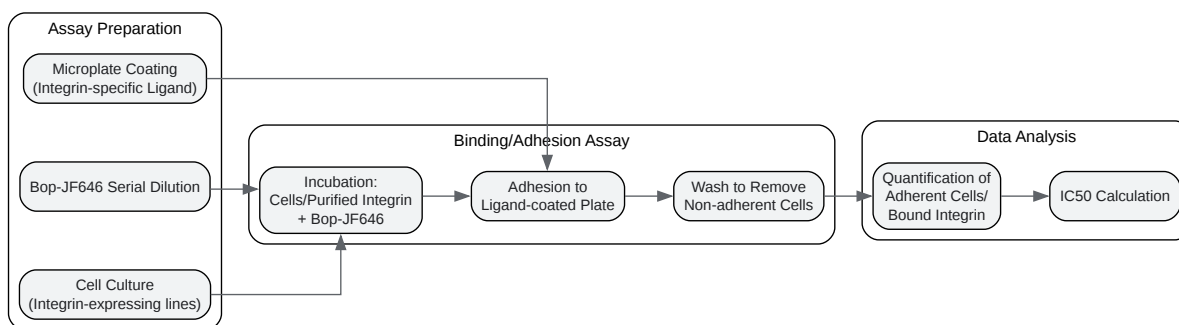 Assay Preparation
Microplate Coating
(Integrin-specific Ligand)
Bop-JF646 Serial Dilution
Cell Culture
(Integrin-expressing lines)
Binding/Adhesion Assay
Incubation:
Cells/Purified Integrin
+ Bop-JF646
Adhesion to
Ligand-coated Plate
Wash to Remove
Non-adherent Cells
Data Analysis
Quantification of
Adherent Cells/
Bound Integrin
IC50 Calculation